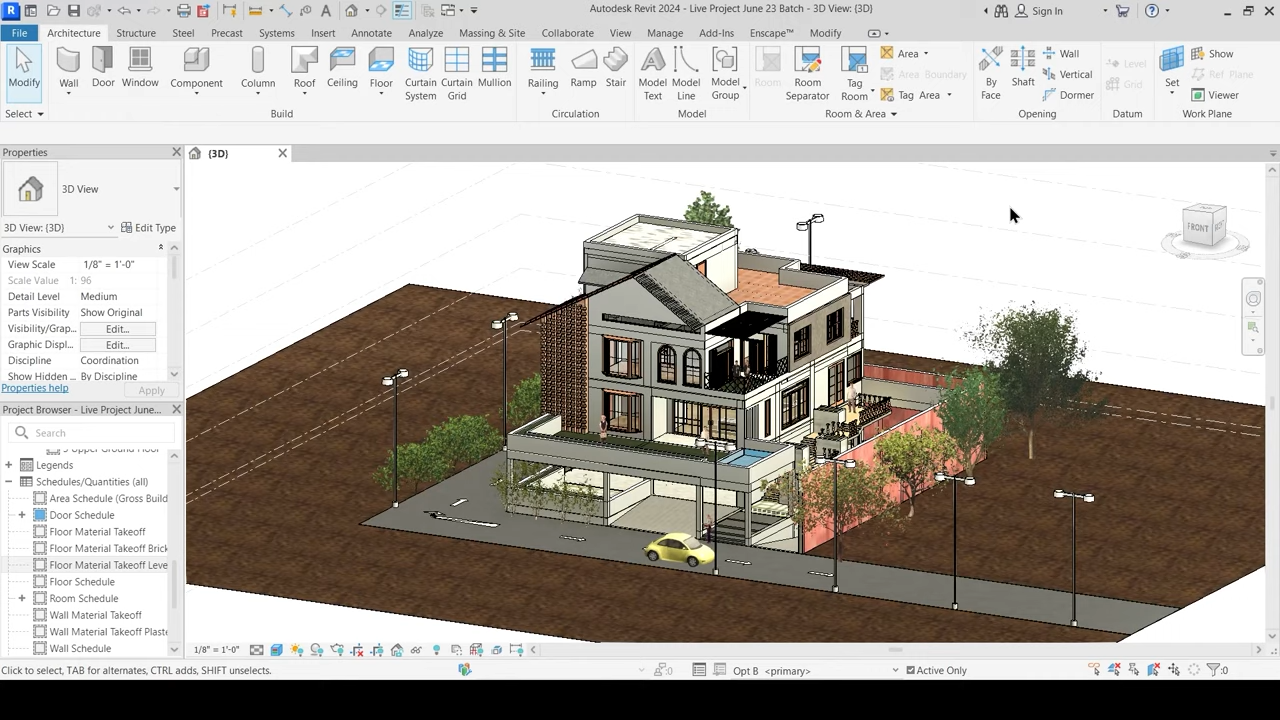 Autodesk Revit 2024 - Live Project June 23 Batch - 3D View: {3D}
Sign In
File Architecture Structure Steel Precast Systems Insert Annotate Analyze Massing & Site Collaborate View Manage Add-Ins Enscape™ Modify
Modify Wall Door Window Component Column Roof Ceiling Floor Curtain System Curtain Grid Mullion Railing Ramp Stair Model Text Model Line Model Group Room Room Separator Tag Room Area Area Boundary Tag Area By Face Shaft Wall Vertical Dormer Level Grid Set Show Ref Plane Viewer
Select Build Circulation Model Room & Area Opening Datum Work Plane
Properties
{3D}
3D View
3D View: {3D} Edit Type
Graphics
View Scale 1/8" = 1'-0"
Scale Value 1: 96
Detail Level Medium
Parts Visibility Show Original
Visibility/Grap... Edit...
Graphic Displ... Edit...
Discipline Coordination
Show Hidden By Discipline
Properties help Apply
Project Browser - Live Project June...
Search
Legends
Schedules/Quantities (all)
Area Schedule (Gross Build
Door Schedule
Floor Material Takeoff
Floor Material Takeoff Brick
Floor Material Takeoff Leve
Floor Schedule
Room Schedule
Wall Material Takeoff
Wall Material Takeoff Plaste
Wall Schedule
FRONT
1/8" = 1'-0"
Click to select, TAB for alternates, CTRL adds, SHIFT unselects.
:0
Opt B <primary>
Active Only
:0